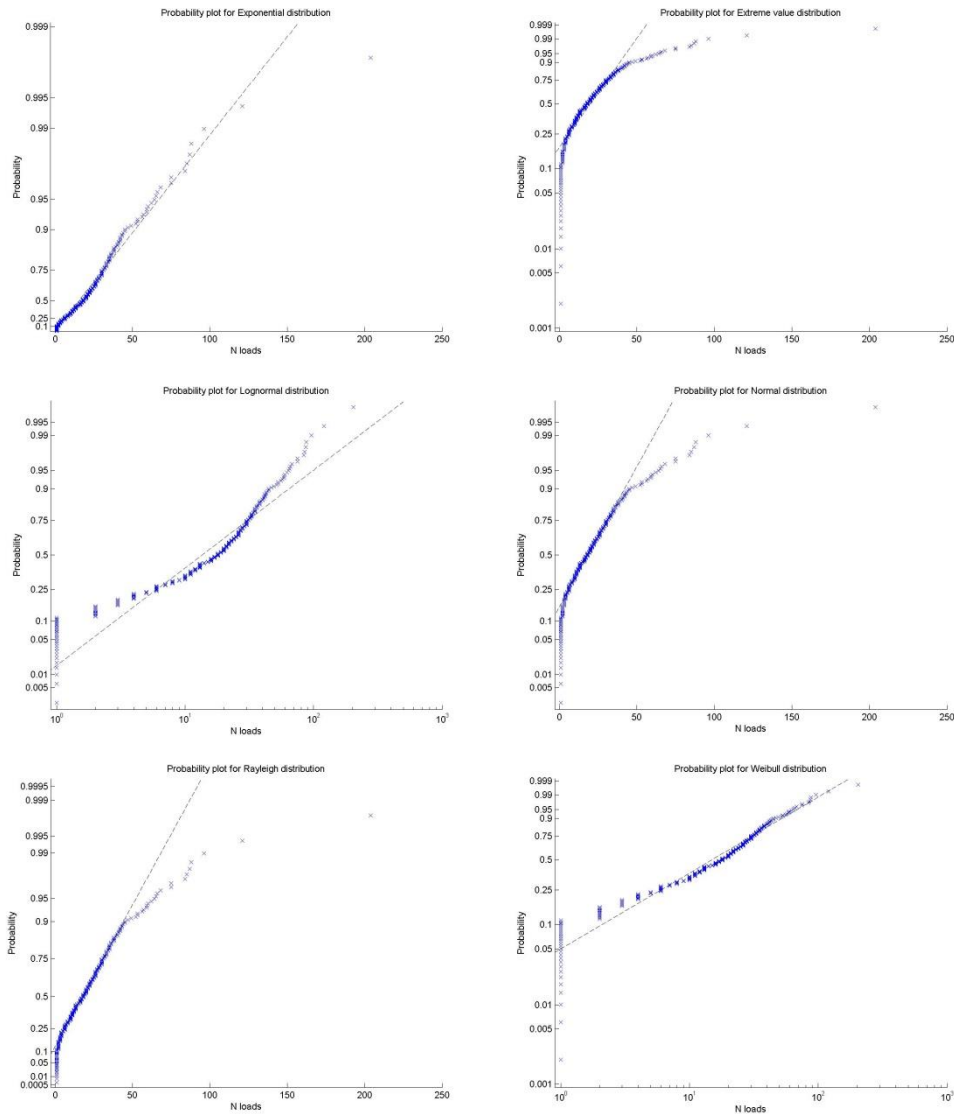 Probability plot for Exponential distribution
0.999
0.995
0.99
0.95
0.9
0.75
0.5
0.25
0.1
Probability
0 50 100 150 200 250
N loads
Probability plot for Extreme value distribution
0.999
0.99
0.95
0.9
0.75
0.5
0.25
0.1
0.05
0.01
0.005
0.001
Probability
0 50 100 150 200 250
N loads
Probability plot for Lognormal distribution
0.995
0.99
0.95
0.9
0.75
0.5
0.25
0.1
0.05
0.01
0.005
Probability
10⁰ 10¹ 10² 10³
N loads
Probability plot for Normal distribution
0.995
0.99
0.95
0.9
0.75
0.5
0.25
0.1
0.05
0.01
0.005
Probability
0 50 100 150 200 250
N loads
Probability plot for Rayleigh distribution
0.9995
0.999
0.995
0.99
0.95
0.9
0.75
0.5
0.25
0.1
0.05
0.01
0.0005
Probability
0 50 100 150 200 250
N loads
Probability plot for Weibull distribution
0.999
0.99
0.95
0.9
0.75
0.5
0.25
0.1
0.05
0.01
0.005
0.001
Probability
10⁰ 10¹ 10² 10³
N loads